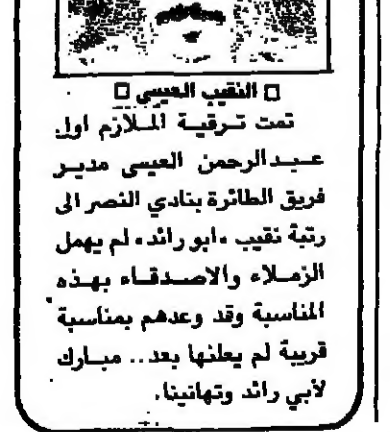 □ النقيب العيسى □
تمت ترقية الملازم اول
عبدالرحمن العيسى مدير
فريق الطائرة بنادي النصر الى
رتبة نقيب «ابو رائد» لم يهمل
الزملاء والاصدقاء بهذه
المناسبة وقد وعدهم بمناسبة
قريبة لم يعلنها بعد.. مبارك
لأبي رائد وتهانينا.